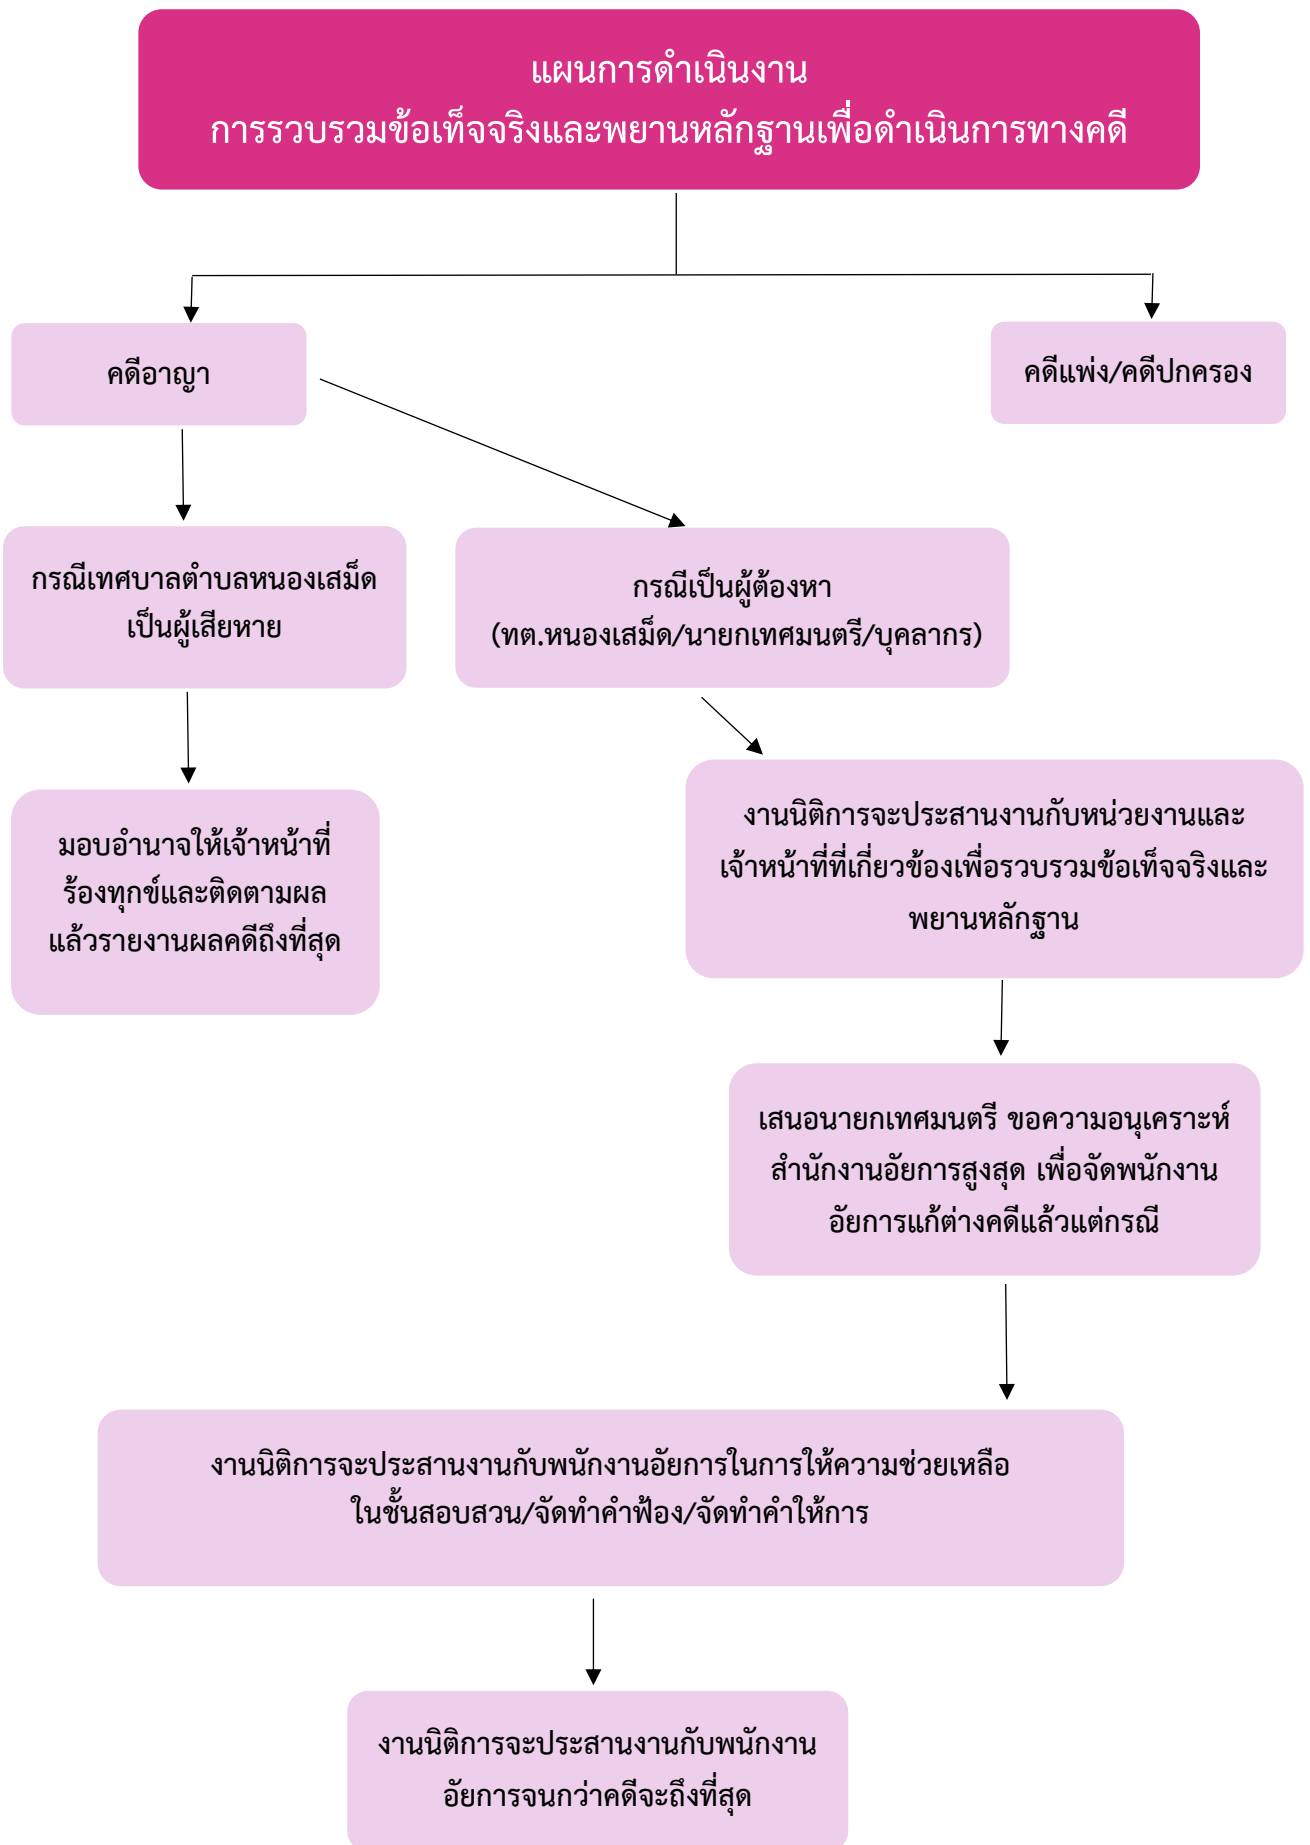 แผนการดำเนินงาน
การรวบรวมข้อเท็จจริงและพยานหลักฐานเพื่อดำเนินการทางคดี
คดีอาญา
คดีแพ่ง/คดีปกครอง
กรณีเทศบาลตำบลหนองเสม็ด
เป็นผู้เสียหาย
กรณีเป็นผู้ต้องหา
(ทต.หนองเสม็ด/นายกเทศมนตรี/บุคลากร)
มอบอำนาจให้เจ้าหน้าที่
ร้องทุกข์และติดตามผล
แล้วรายงานผลคดีถึงที่สุด
งานนิติการจะประสานงานกับหน่วยงานและ
เจ้าหน้าที่ที่เกี่ยวข้องเพื่อรวบรวมข้อเท็จจริงและ
พยานหลักฐาน
เสนอนายกเทศมนตรี ขอความอนุเคราะห์
สำนักงานอัยการสูงสุด เพื่อจัดพนักงาน
อัยการแก้ต่างคดีแล้วแต่กรณี
งานนิติการจะประสานงานกับพนักงานอัยการในการให้ความช่วยเหลือ
ในชั้นสอบสวน/จัดทำคำฟ้อง/จัดทำคำให้การ
งานนิติการจะประสานงานกับพนักงาน
อัยการจนกว่าคดีจะถึงที่สุด